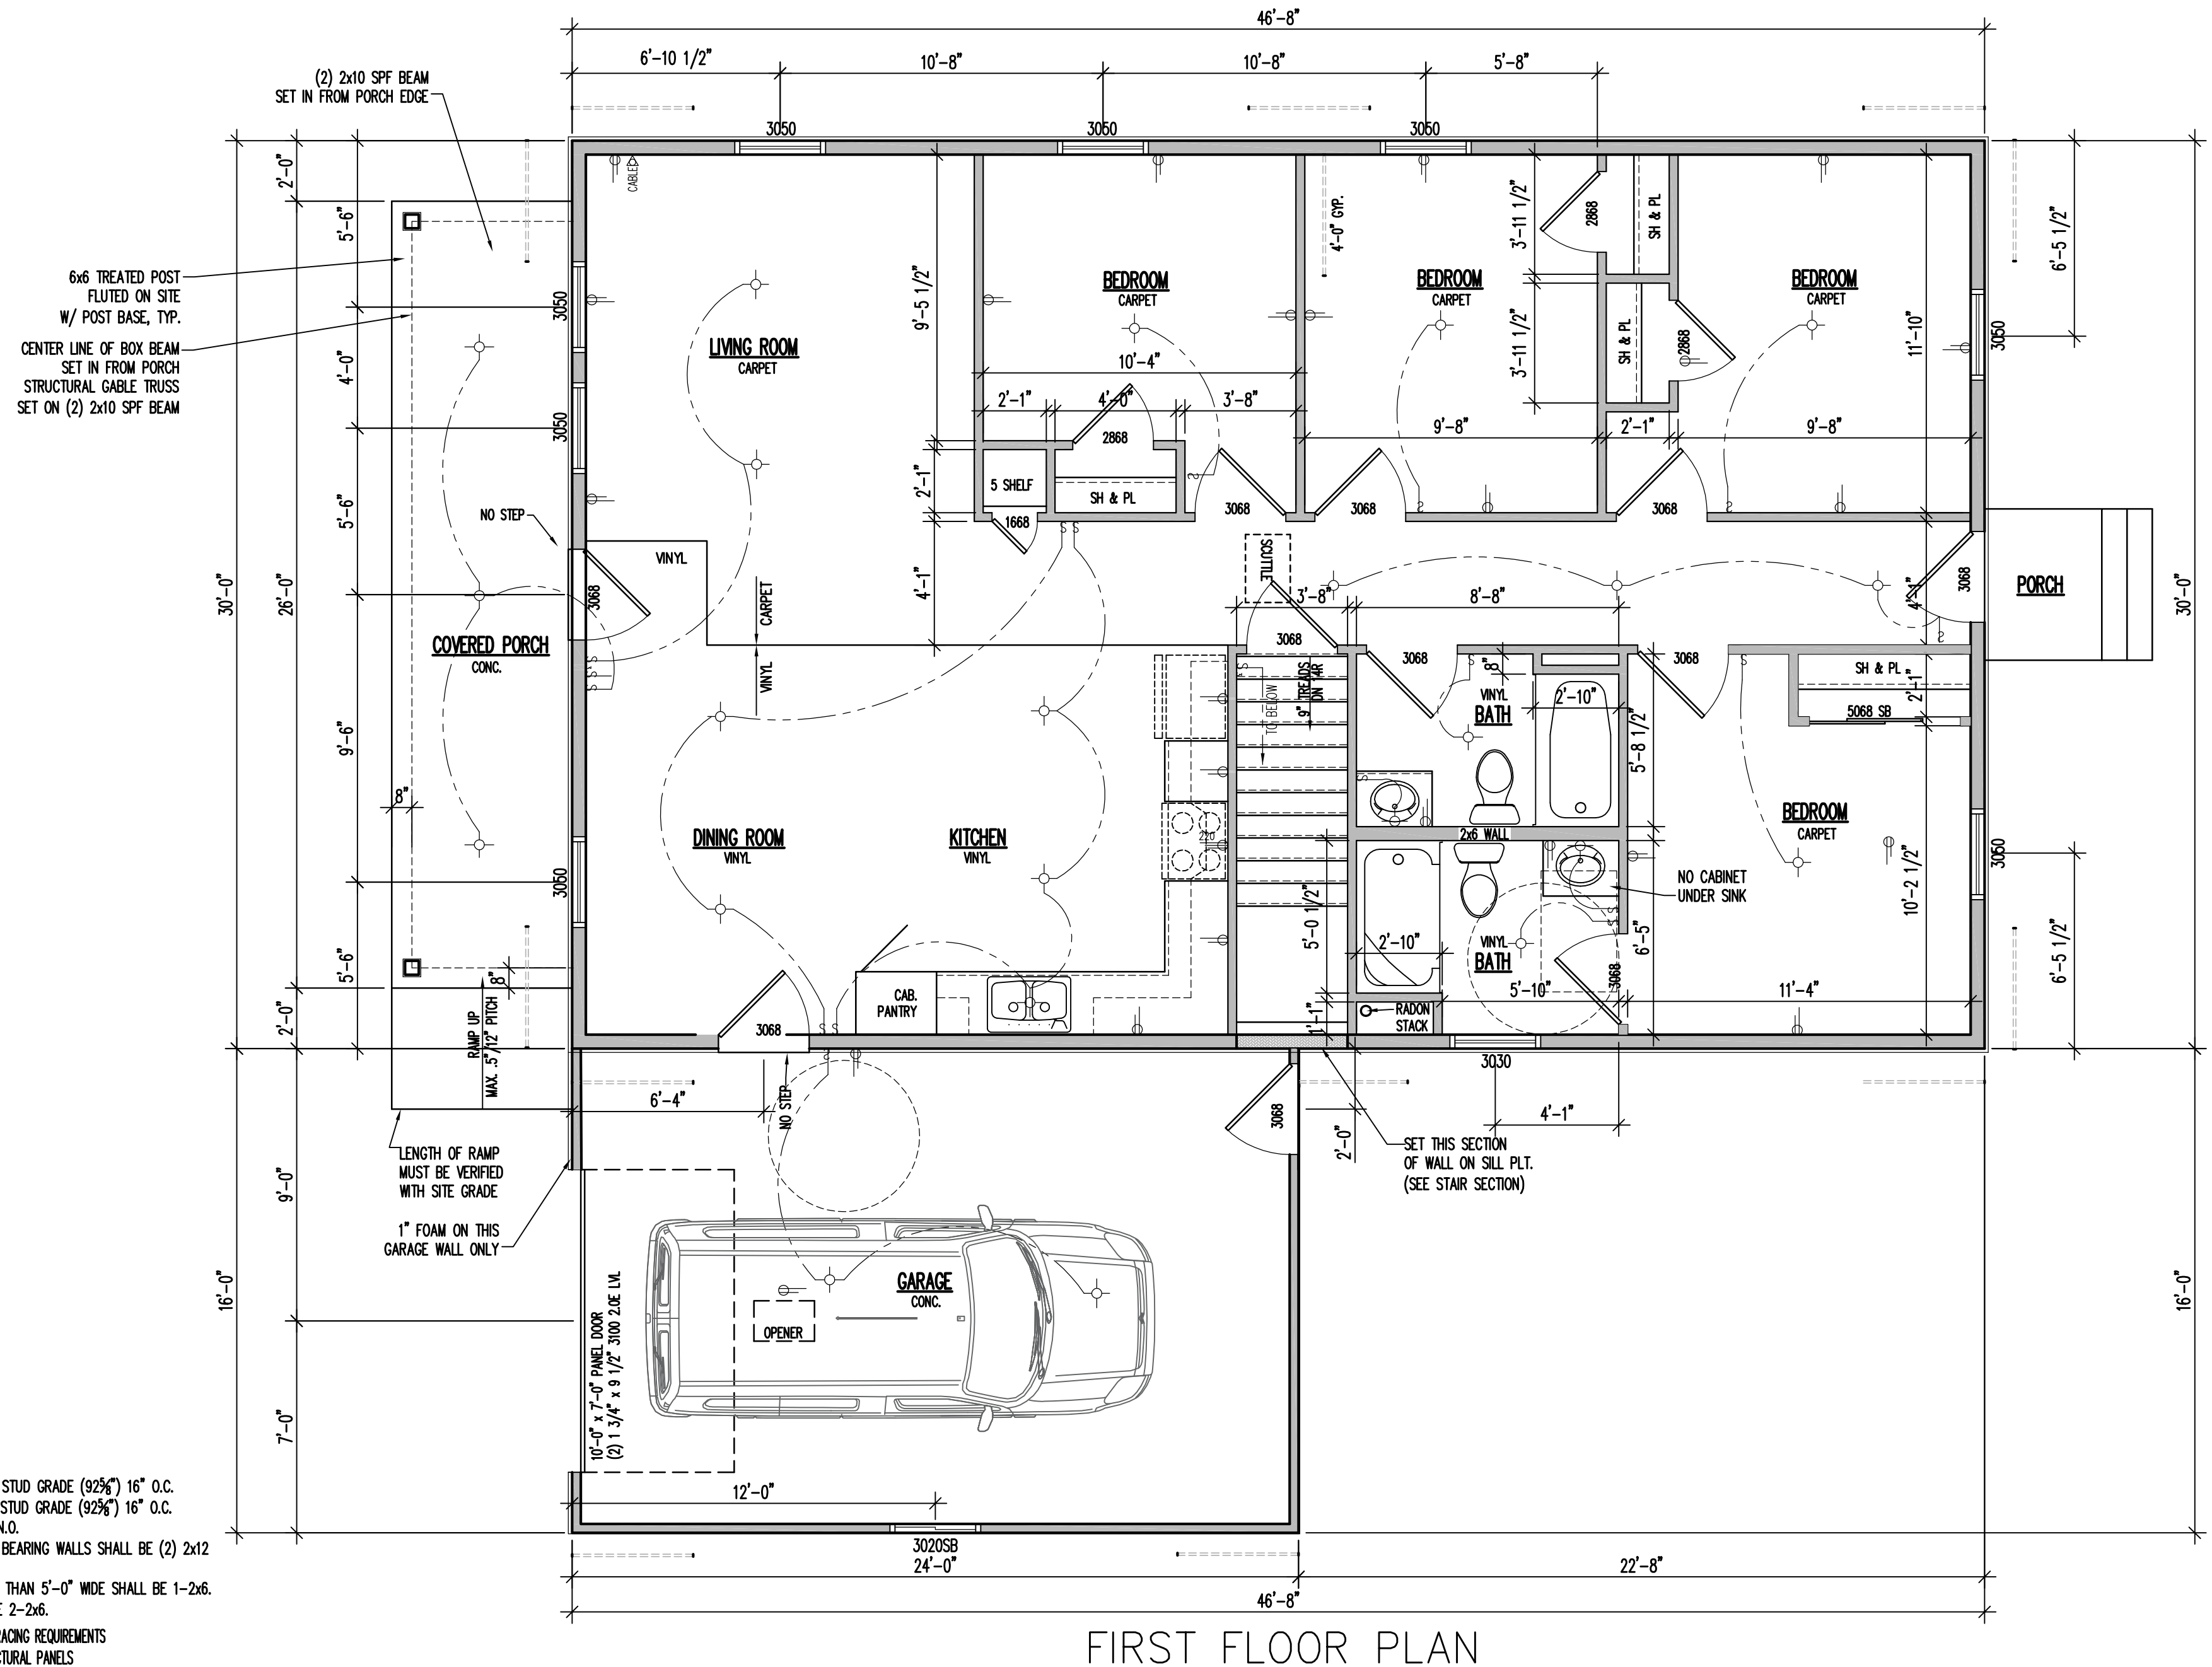 46'-8"
6'-10 1/2"
10'-8"
10'-8"
5'-8"
(2) 2x10 SPF BEAM
SET IN FROM PORCH EDGE
3050
3050
3050
2'-0"
5'-6"
CABLE
4'-0" GYP.
3'-11 1/2"
2868
SH & PL
6'-5 1/2"
6x6 TREATED POST
FLUTED ON SITE
W/ POST BASE, TYP.
CENTER LINE OF BOX BEAM
SET IN FROM PORCH
STRUCTURAL GABLE TRUSS
SET ON (2) 2x10 SPF BEAM
3050
4'-0"
3050
LIVING ROOM
CARPET
9'-5 1/2"
BEDROOM
CARPET
BEDROOM
CARPET
BEDROOM
CARPET
3'-11 1/2"
SH & PL
2868
11'-10"
3050
10'-4"
2'-1"
4'-0"
3'-8"
2868
9'-8"
2'-1"
9'-8"
2'-1"
5 SHELF
SH & PL
1668
3068
3068
3068
NO STEP
5'-6"
VINYL
3068
CARPET
VINYL
4'-1"
SCUTTLE
3'-8"
8'-8"
4'-1"
3068
PORCH
30'-0"
26'-0"
30'-0"
COVERED PORCH
CONC.
3068
3068
3068
9" TREADS
ON 14R
TO BELOW
8"
VINYL
BATH
2'-10"
5'-8 1/2"
SH & PL
2'-1"
5068 SB
9'-6"
8"
3050
DINING ROOM
VINYL
KITCHEN
VINYL
220
2x6 WALL
BEDROOM
CARPET
3050
NO CABINET
UNDER SINK
10'-2 1/2"
5'-0 1/2"
2'-10"
VINYL
BATH
6'-5"
3068
5'-10"
11'-4"
6'-5 1/2"
5'-6"
8"
2'-0"
RAMP UP
MAX. .5"/12" PITCH
3068
CAB.
PANTRY
1'-1"
RADON
STACK
3030
6'-4"
NO STEP
3068
2'-0"
4'-1"
SET THIS SECTION
OF WALL ON SILL PLT.
(SEE STAIR SECTION)
LENGTH OF RAMP
MUST BE VERIFIED
WITH SITE GRADE
1" FOAM ON THIS
GARAGE WALL ONLY
9'-0"
16'-0"
7'-0"
16'-0"
10'-0" x 7'-0" PANEL DOOR
(2) 1 3/4" x 9 1/2" 3100 2.0E LVL
OPENER
GARAGE
CONC.
12'-0"
3020SB
24'-0"
22'-8"
46'-8"
STUD GRADE (92⅝") 16" O.C.
STUD GRADE (92⅝") 16" O.C.
N.O.
BEARING WALLS SHALL BE (2) 2x12
THAN 5'-0" WIDE SHALL BE 1-2x6.
E 2-2x6.
RACING REQUIREMENTS
CTURAL PANELS
FIRST FLOOR PLAN